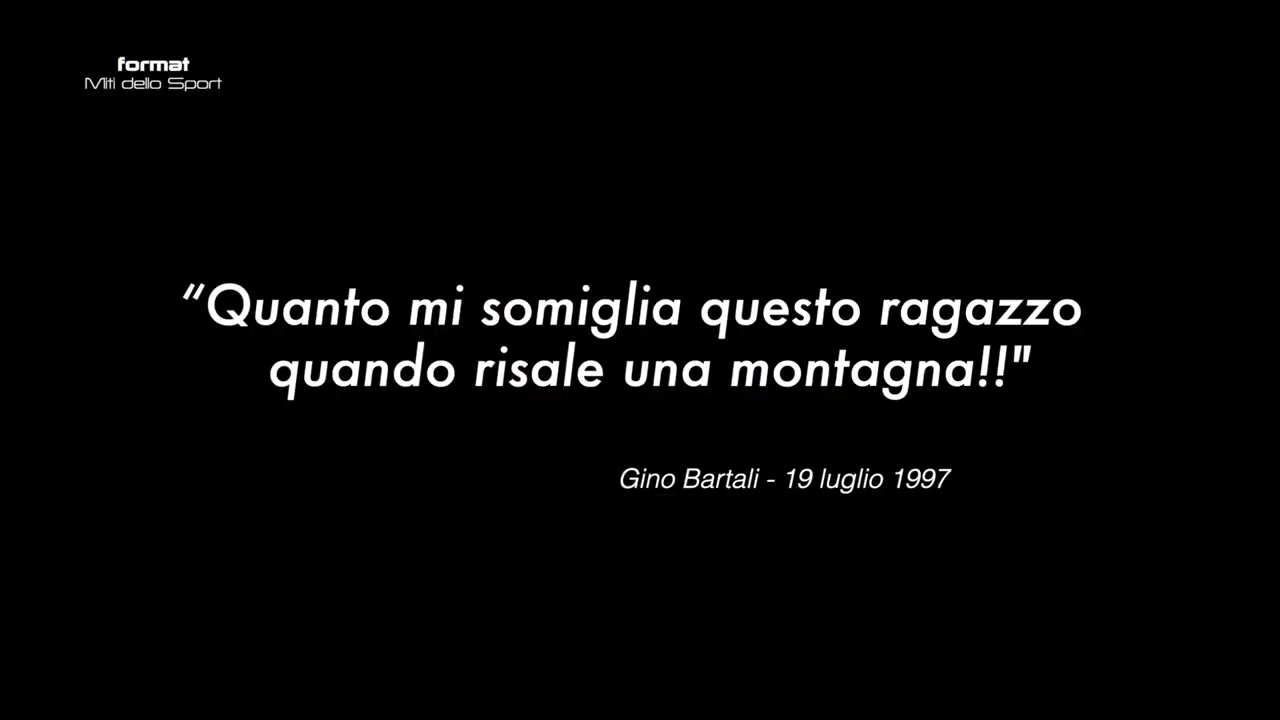 format
Miti dello Sport
“Quanto mi somiglia questo ragazzo
quando risale una montagna!!"
Gino Bartali - 19 luglio 1997